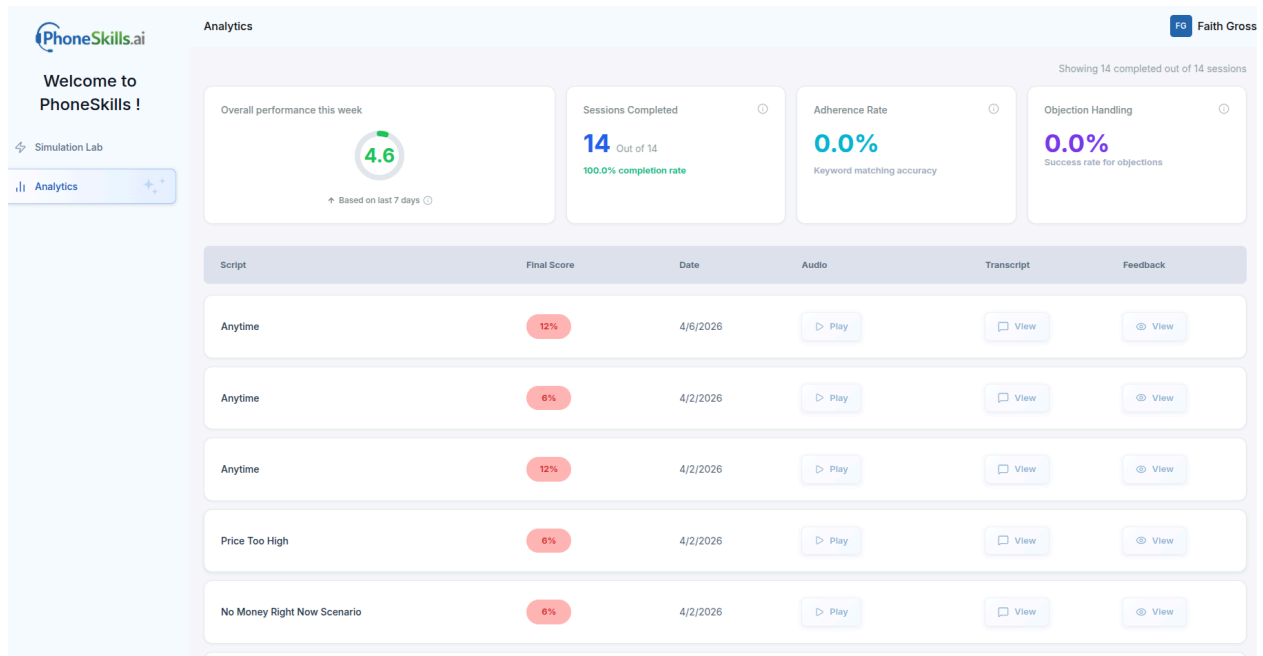 PhoneSkills.ai
Welcome to
PhoneSkills !
Simulation Lab
Analytics
Analytics
FG Faith Gross
Showing 14 completed out of 14 sessions
Overall performance this week
4.6
Based on last 7 days
Sessions Completed
14 Out of 14
100.0% completion rate
Adherence Rate
0.0%
Keyword matching accuracy
Objection Handling
0.0%
Success rate for objections
Script Final Score Date Audio Transcript Feedback
Anytime 12% 4/6/2026 Play View View
Anytime 6% 4/2/2026 Play View View
Anytime 12% 4/2/2026 Play View View
Price Too High 6% 4/2/2026 Play View View
No Money Right Now Scenario 6% 4/2/2026 Play View View